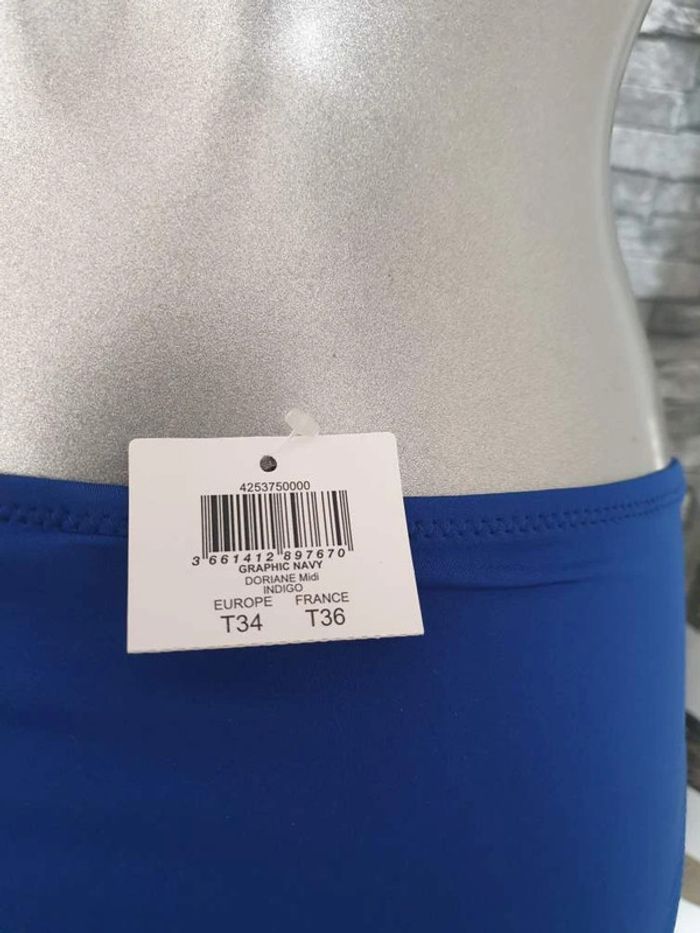 4253750000
3 661412 897670
GRAPHIC NAVY
DORIANE Midi
INDIGO
EUROPE FRANCE
T34 T36